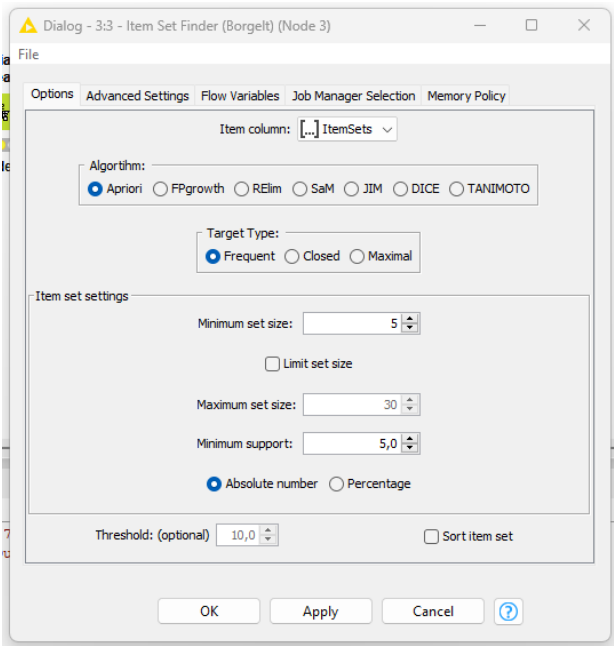 Dialog - 3:3 - Item Set Finder (Borgelt) (Node 3)
File
Options Advanced Settings Flow Variables Job Manager Selection Memory Policy
Item column: [...] ItemSets
Algorithm:
Apriori FPgrowth RElim SaM JIM DICE TANIMOTO
Target Type:
Frequent Closed Maximal
Item set settings
Minimum set size: 5
Limit set size
Maximum set size: 30
Minimum support: 5,0
Absolute number Percentage
Threshold: (optional) 10,0 Sort item set
OK Apply Cancel ?